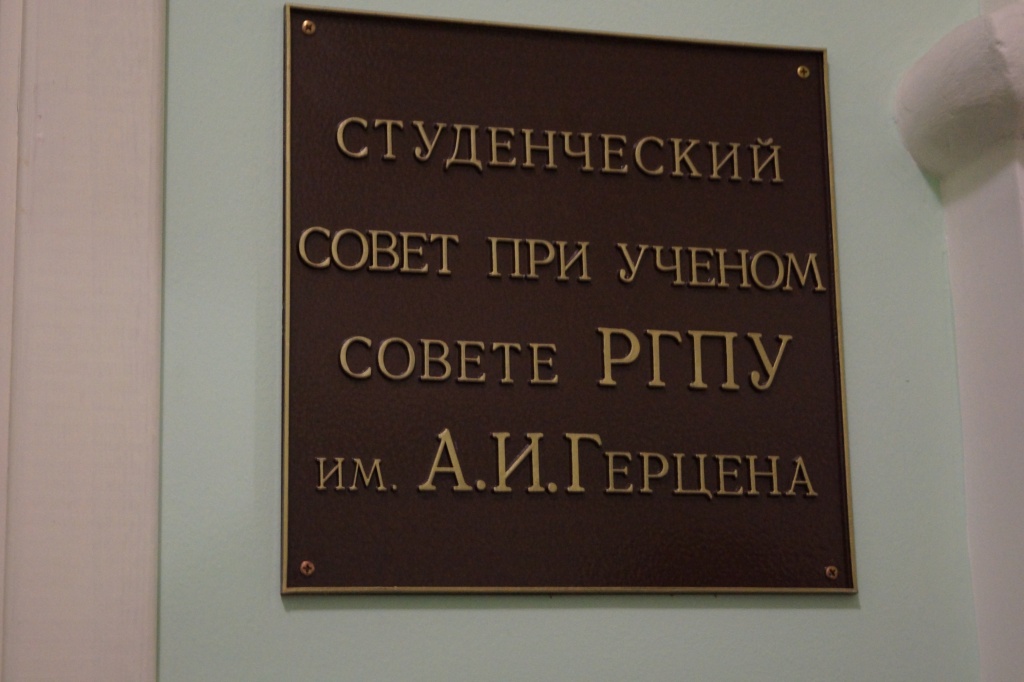 СТУДЕНЧЕСКИЙ
СОВЕТ ПРИ УЧЕНОМ
СОВЕТЕ РГПУ
ИМ. А.И.ГЕРЦЕНА